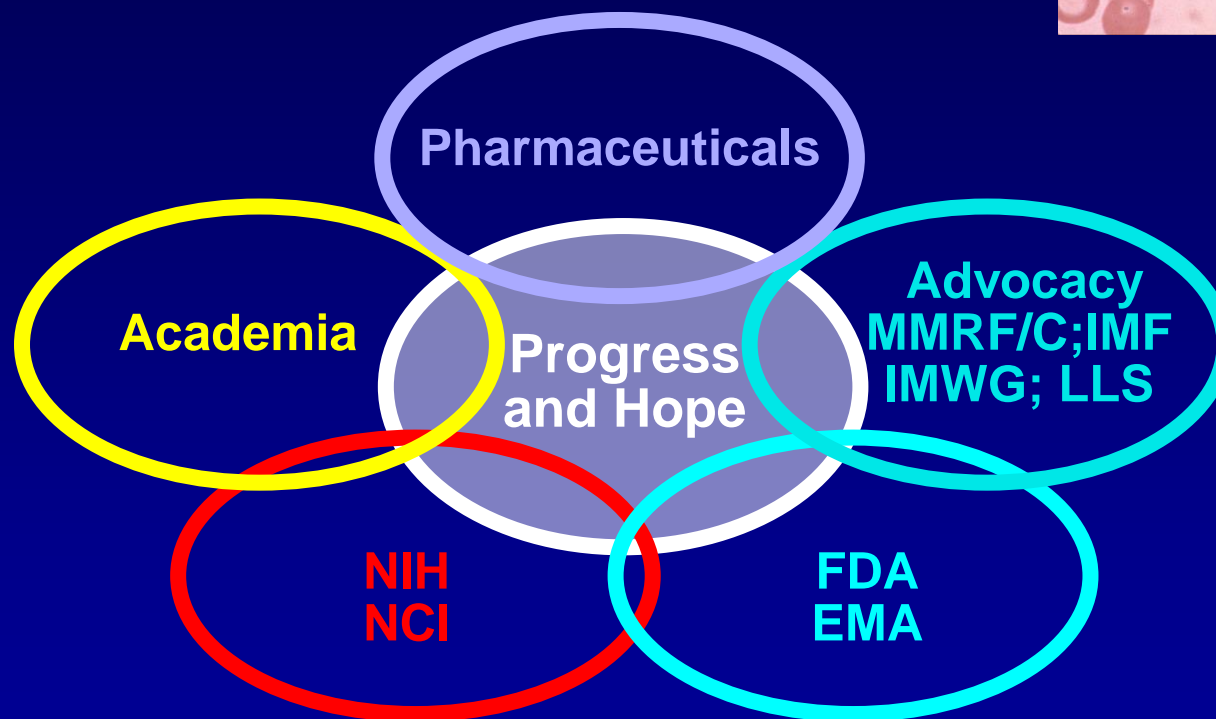 Pharmaceuticals
Academia
Progress
and Hope
Advocacy
MMRF/C;IMF
IMWG; LLS
NIH
NCI
FDA
EMA